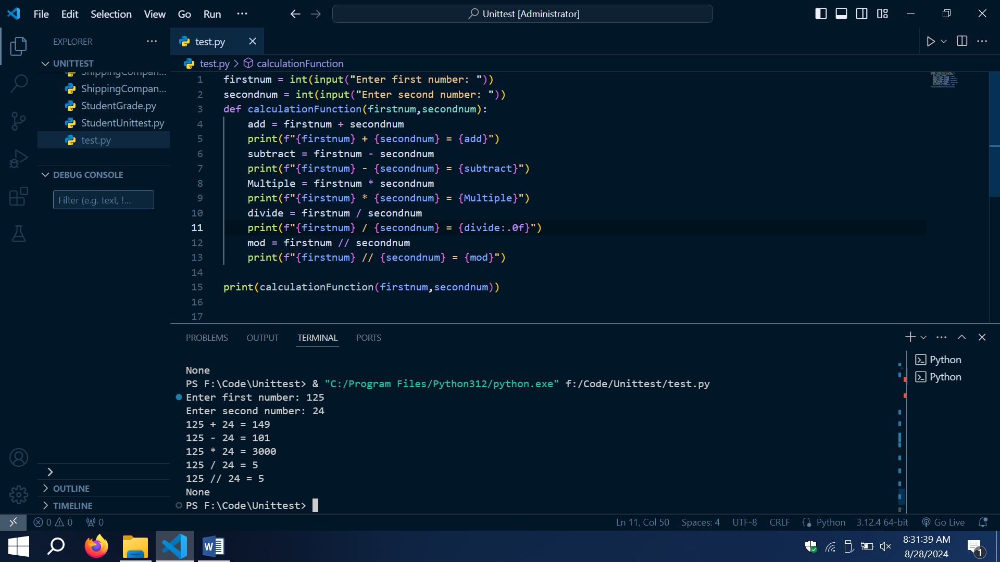 File Edit Selection View Go Run ...
Unittest [Administrator]
EXPLORER
UNITTEST
ShippingCompan...
ShippingCompan...
StudentGrade.py
StudentUnittest.py
test.py
DEBUG CONSOLE
Filter (e.g. text, !...
OUTLINE
TIMELINE
test.py
test.py > calculationFunction
1 firstnum = int(input("Enter first number: "))
2 secondnum = int(input("Enter second number: "))
3 def calculationFunction(firstnum,secondnum):
4     add = firstnum + secondnum
5     print(f"{firstnum} + {secondnum} = {add}")
6     subtract = firstnum - secondnum
7     print(f"{firstnum} - {secondnum} = {subtract}")
8     Multiple = firstnum * secondnum
9     print(f"{firstnum} * {secondnum} = {Multiple}")
10     divide = firstnum / secondnum
11     print(f"{firstnum} / {secondnum} = {divide:.0f}")
12     mod = firstnum // secondnum
13     print(f"{firstnum} // {secondnum} = {mod}")
14
15 print(calculationFunction(firstnum,secondnum))
16
17
PROBLEMS OUTPUT TERMINAL PORTS
None
PS F:\Code\Unittest> & "C:/Program Files/Python312/python.exe" f:/Code/Unittest/test.py
Enter first number: 125
Enter second number: 24
125 + 24 = 149
125 - 24 = 101
125 * 24 = 3000
125 / 24 = 5
125 // 24 = 5
None
PS F:\Code\Unittest>
Python
Python
0 0 0
Ln 11, Col 50 Spaces: 4 UTF-8 CRLF Python 3.12.4 64-bit Go Live
W
8:31:39 AM
8/28/2024
1